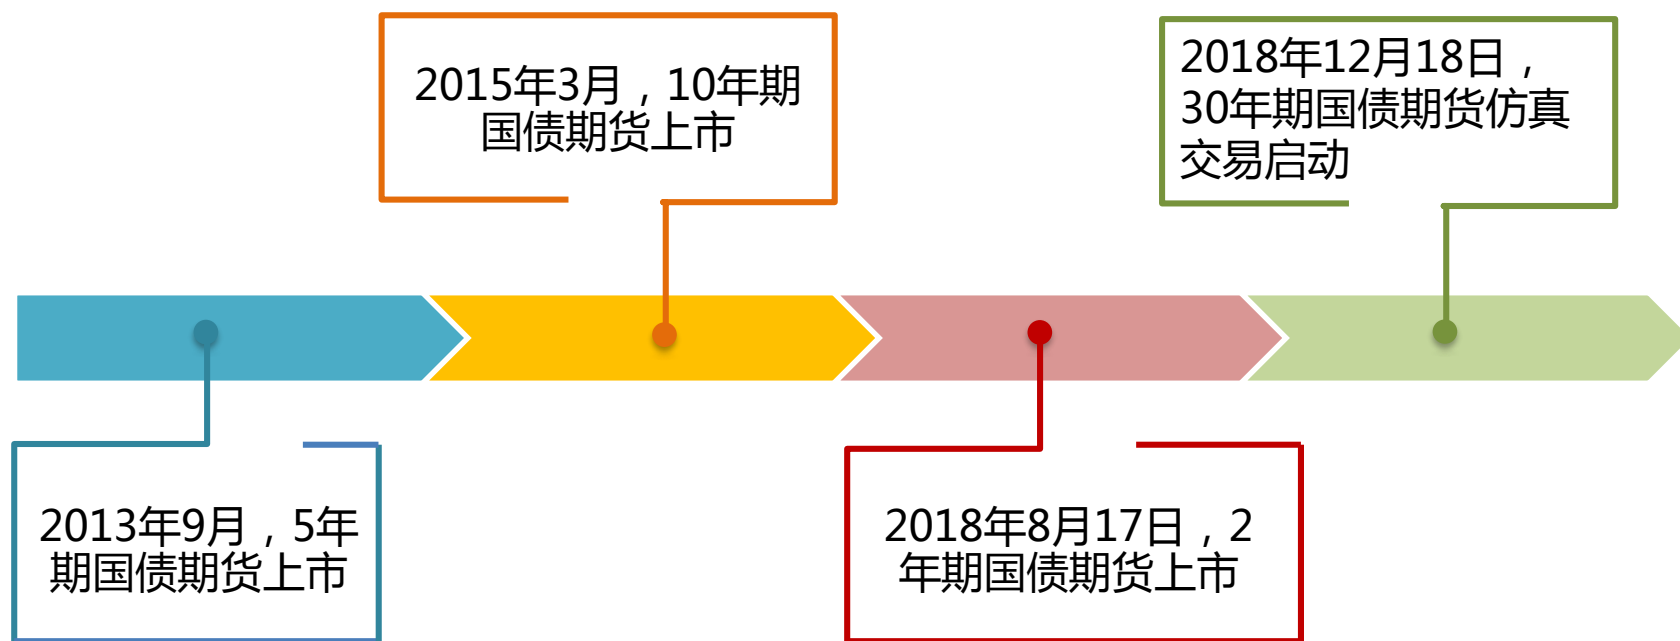 2015年3月，10年期
国债期货上市
2018年12月18日，
30年期国债期货仿真
交易启动
2013年9月，5年
期国债期货上市
2018年8月17日，2
年期国债期货上市